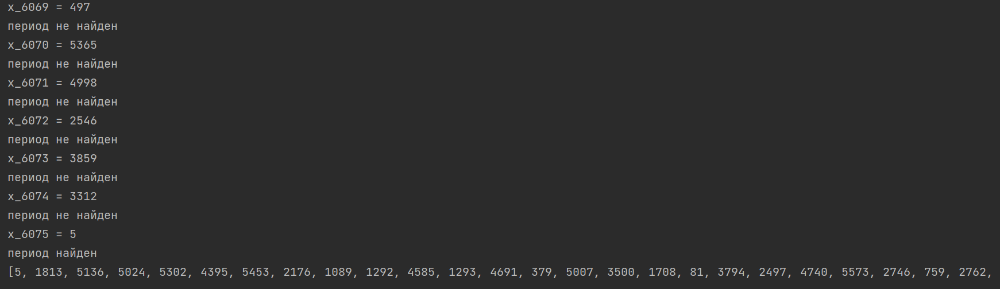 x_6069 = 497
период не найден
x_6070 = 5365
период не найден
x_6071 = 4998
период не найден
x_6072 = 2546
период не найден
x_6073 = 3859
период не найден
x_6074 = 3312
период не найден
x_6075 = 5
период найден
[5, 1813, 5136, 5024, 5302, 4395, 5453, 2176, 1089, 1292, 4585, 1293, 4691, 379, 5007, 3500, 1708, 81, 3794, 2497, 4740, 5573, 2746, 759, 2762,